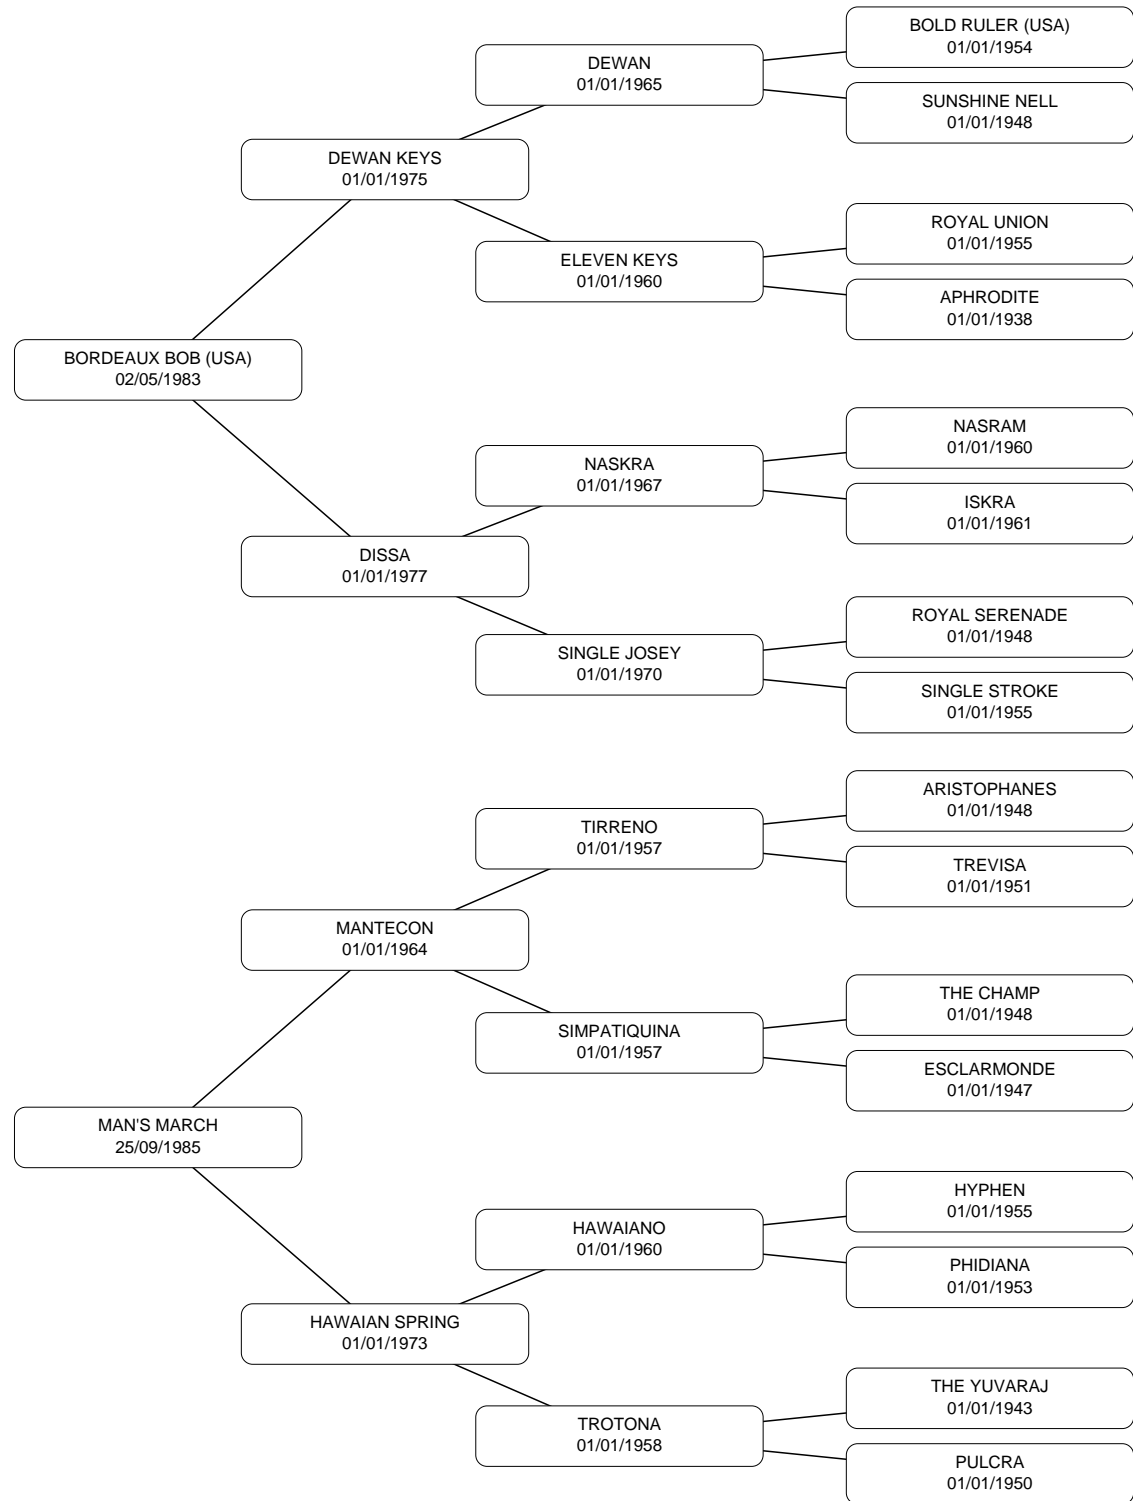 BOLD RULER (USA)
01/01/1954
DEWAN
01/01/1965
SUNSHINE NELL
01/01/1948
DEWAN KEYS
01/01/1975
ROYAL UNION
01/01/1955
ELEVEN KEYS
01/01/1960
APHRODITE
01/01/1938
BORDEAUX BOB (USA)
02/05/1983
NASRAM
01/01/1960
NASKRA
01/01/1967
ISKRA
01/01/1961
DISSA
01/01/1977
ROYAL SERENADE
01/01/1948
SINGLE JOSEY
01/01/1970
SINGLE STROKE
01/01/1955
ARISTOPHANES
01/01/1948
TIRRENO
01/01/1957
TREVISA
01/01/1951
MANTECON
01/01/1964
THE CHAMP
01/01/1948
SIMPATIQUINA
01/01/1957
ESCLARMONDE
01/01/1947
MAN'S MARCH
25/09/1985
HYPHEN
01/01/1955
HAWAIANO
01/01/1960
PHIDIANA
01/01/1953
HAWAIAN SPRING
01/01/1973
THE YUVARAJ
01/01/1943
TROTONA
01/01/1958
PULCRA
01/01/1950